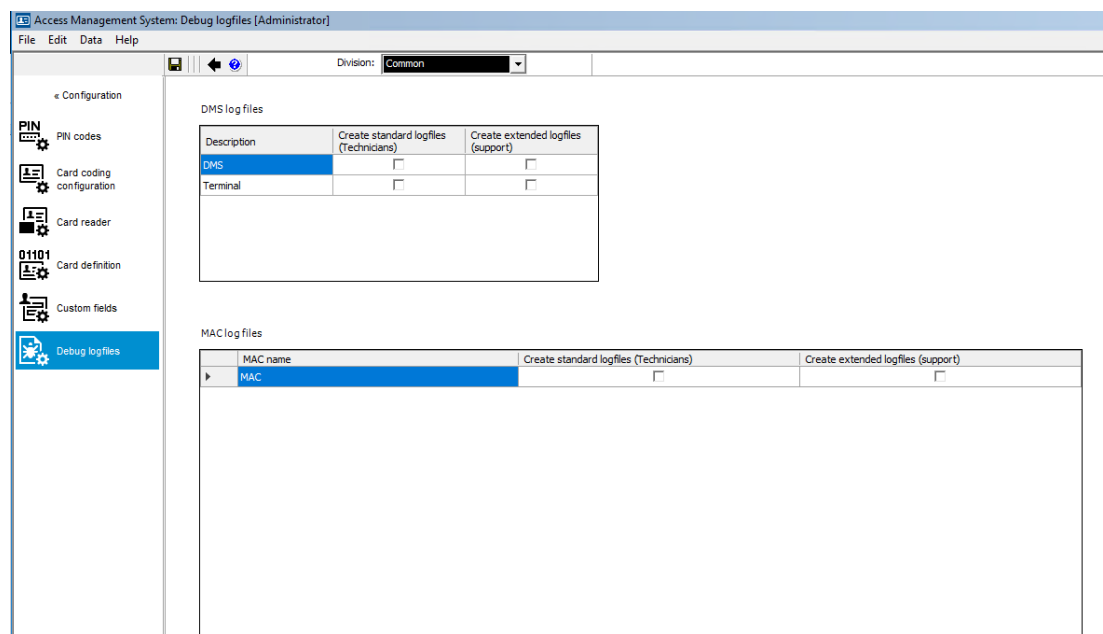 Access Management System: Debug logfiles [Administrator]
File Edit Data Help
Division: Common
« Configuration
PIN
PIN codes
Card coding
configuration
Card reader
01101
Card definition
Custom fields
Debug logfiles
DMS log files
Description
Create standard logfiles
(Technicians)
Create extended logfiles
(support)
DMS
Terminal
MAC log files
MAC name Create standard logfiles (Technicians) Create extended logfiles (support)
MAC